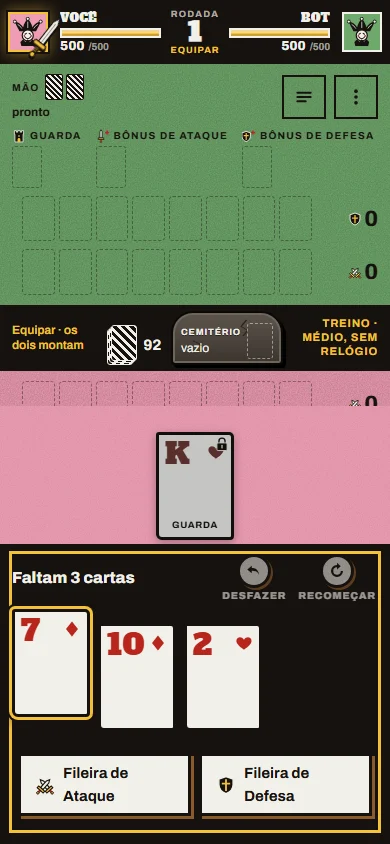 VOCÊ
500 /500
RODADA
1
EQUIPAR
BOT
500 /500
MÃO
pronto
GUARDA
BÔNUS DE ATAQUE
BÔNUS DE DEFESA
0
0
Equipar · os
dois montam
92
CEMITÉRIO
vazio
TREINO ·
MÉDIO, SEM
RELÓGIO
0
K
GUARDA
Faltam 3 cartas
DESFAZER
RECOMEÇAR
7
10
2
Fileira de
Ataque
Fileira de
Defesa